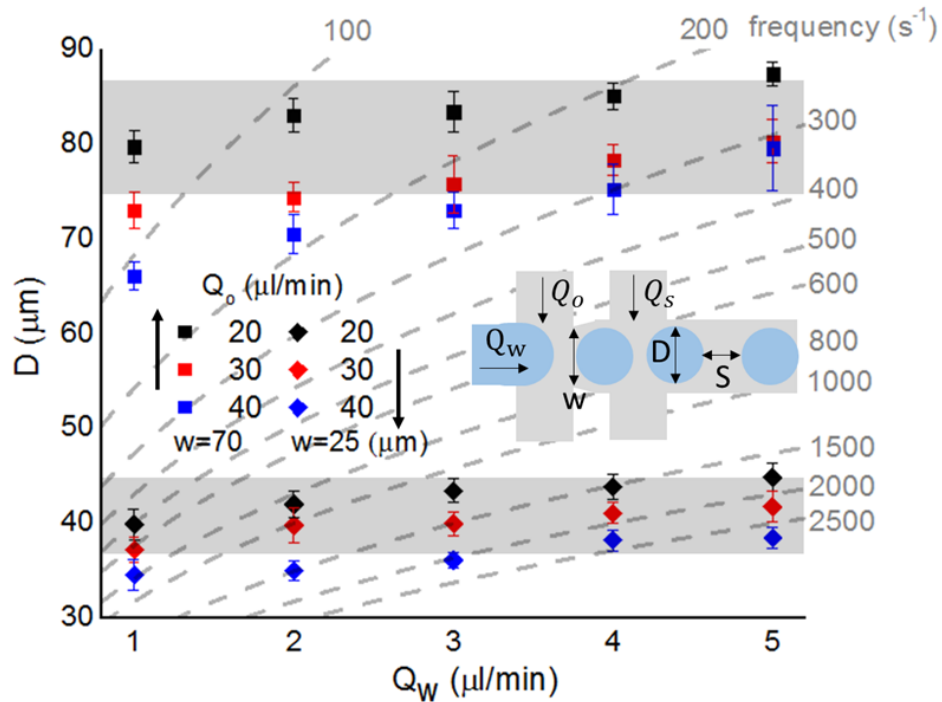 100
200
frequency (s⁻¹)
90
80
70
60
50
40
30
D (μm)
300
400
500
600
800
1000
1500
2000
2500
Qₒ (μl/min)
20 20
30 30
40 40
w=70 w=25 (μm)
Qₒ
Qₛ
Q_w
w
D
S
1 2 3 4 5
Q_W (μl/min)